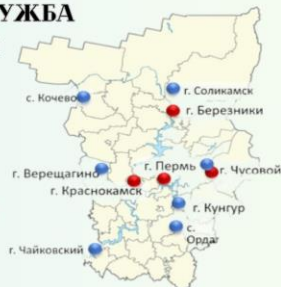 УЖБА
г. Соликамск
с. Кочево
г. Березники
г. Верещагино
г. Пермь
г. Чусовой
г. Краснокамск
г. Кунгур
с.
Орда
г. Чайковский